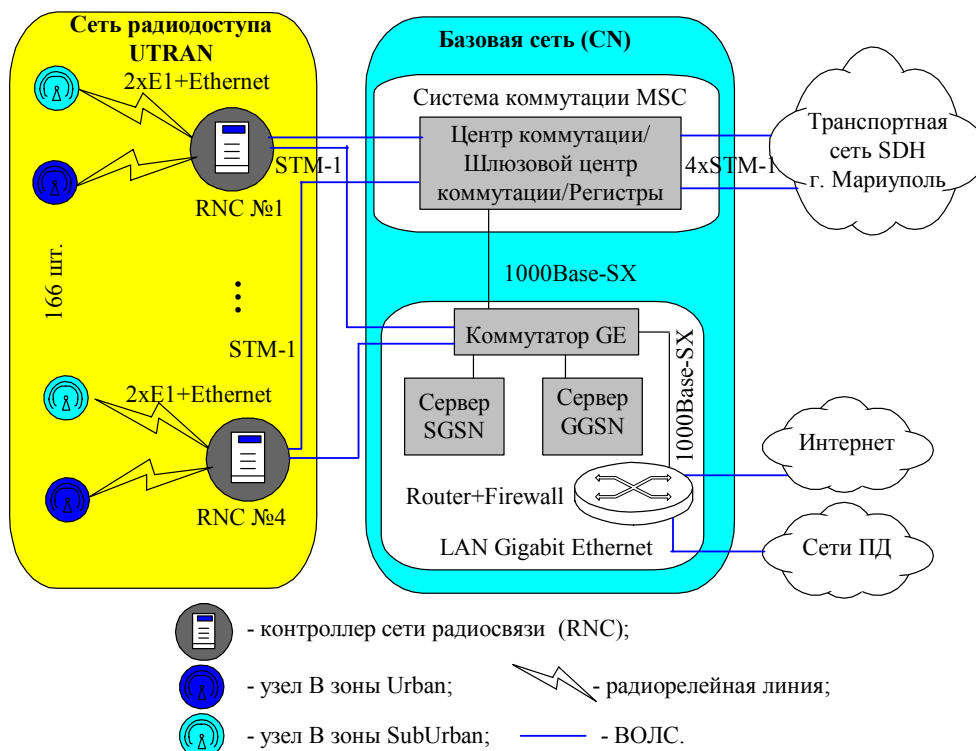 Сеть радиодоступа
UTRAN
2xE1+Ethernet
RNC №1
166 шт.
STM-1
STM-1
2xE1+Ethernet
RNC №4
Базовая сеть (CN)
Система коммутации MSC
Центр коммутации/
Шлюзовой центр
коммутации/Регистры
4xSTM-1
Транспортная
сеть SDH
г. Мариуполь
1000Base-SX
Коммутатор GE
1000Base-SX
Сервер
SGSN
Сервер
GGSN
Router+Firewall
LAN Gigabit Ethernet
Интернет
Сети ПД
- контроллер сети радиосвязи (RNC);
- узел В зоны Urban;
- радиорелейная линия;
- узел В зоны SubUrban;
- ВОЛС.